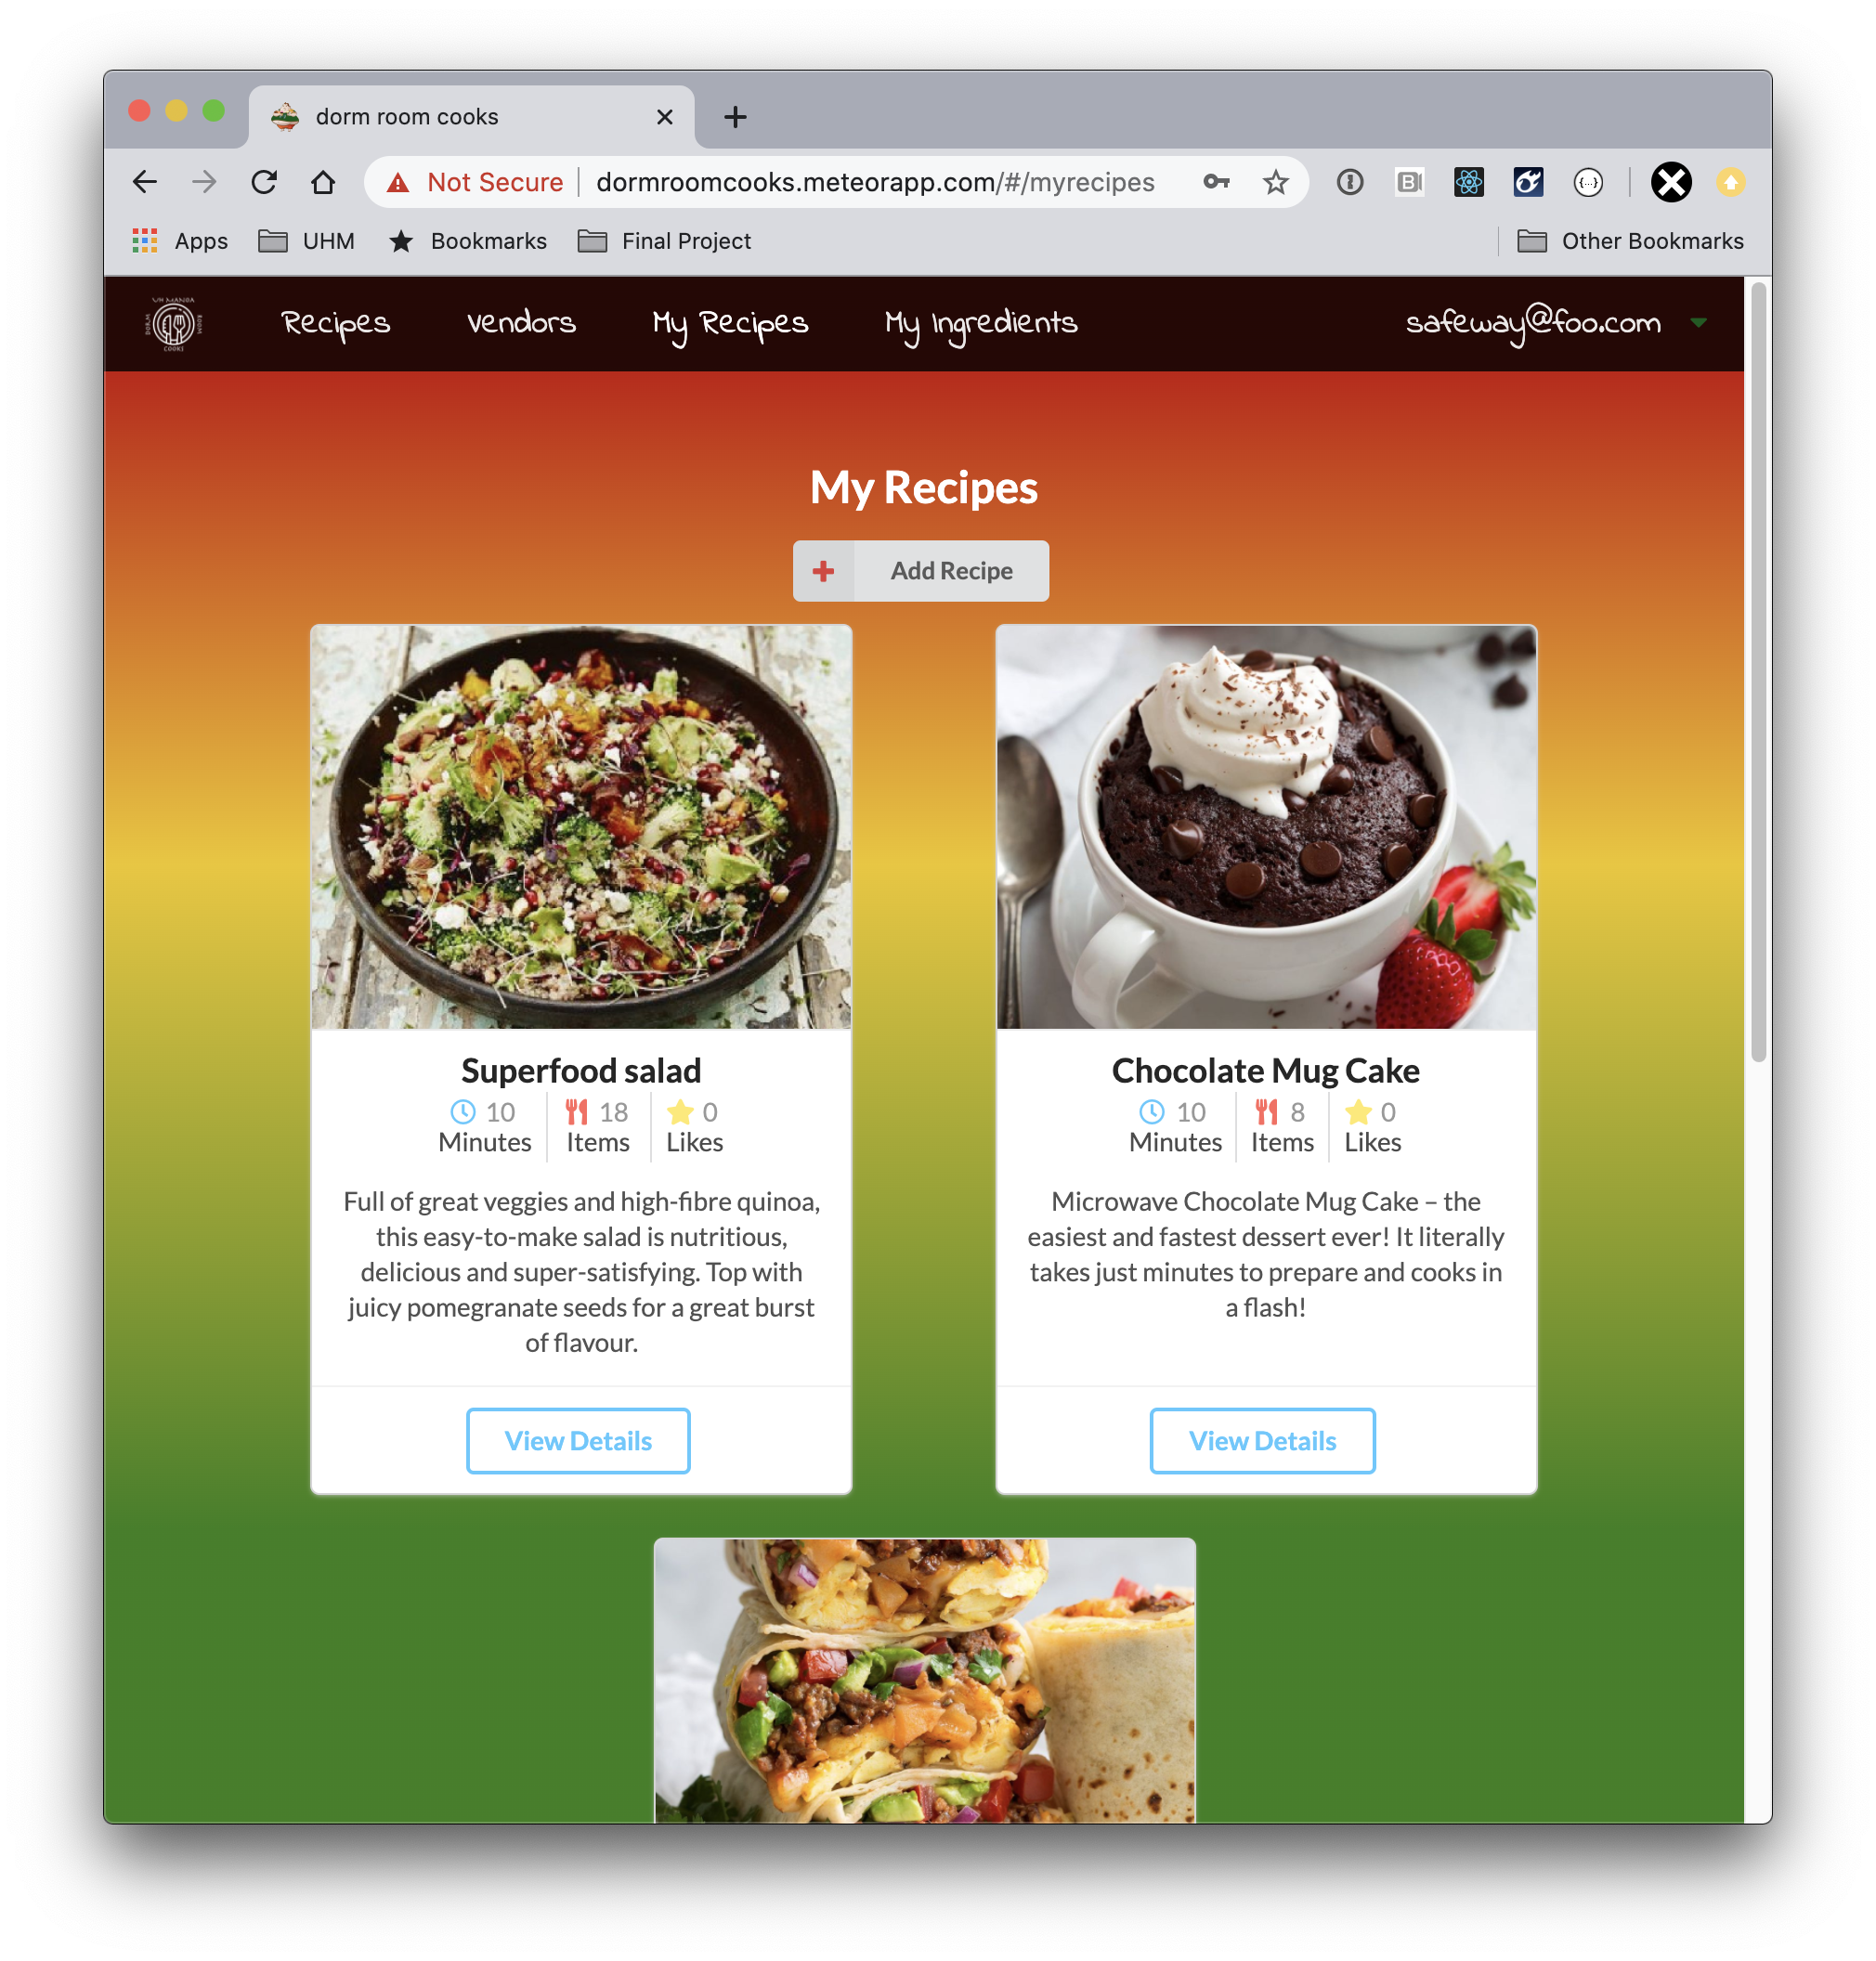 dorm room cooks
Not Secure
dormroomcooks.meteorapp.com/#/myrecipes
Apps
UHM
Bookmarks
Final Project
Other Bookmarks
UH MANOA
DORM
ROOM
COOKS
Recipes
Vendors
My Recipes
My Ingredients
safeway@foo.com
My Recipes
Add Recipe
Superfood salad
10
18
0
Minutes
Items
Likes
Full of great veggies and high-fibre quinoa,
this easy-to-make salad is nutritious,
delicious and super-satisfying. Top with
juicy pomegranate seeds for a great burst
of flavour.
View Details
Chocolate Mug Cake
10
8
0
Minutes
Items
Likes
Microwave Chocolate Mug Cake – the
easiest and fastest dessert ever! It literally
takes just minutes to prepare and cooks in
a flash!
View Details